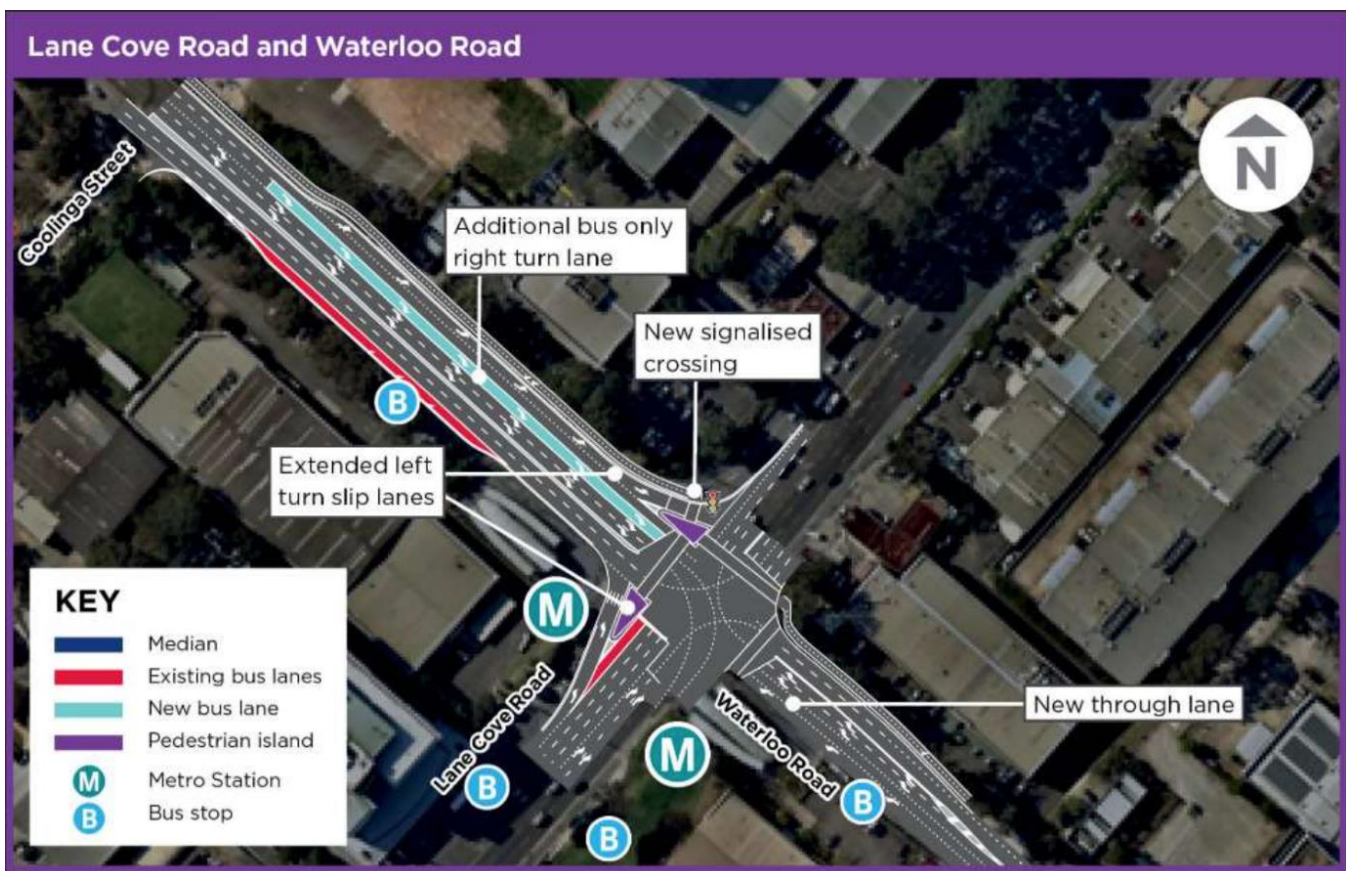 Lane Cove Road and Waterloo Road
N
Coolinga Street
Additional bus only
right turn lane
New signalised
crossing
B
Extended left
turn slip lanes
M
New through lane
Lane Cove Road
Waterloo Road
M
B
B
B
KEY
Median
Existing bus lanes
New bus lane
Pedestrian island
M Metro Station
B Bus stop